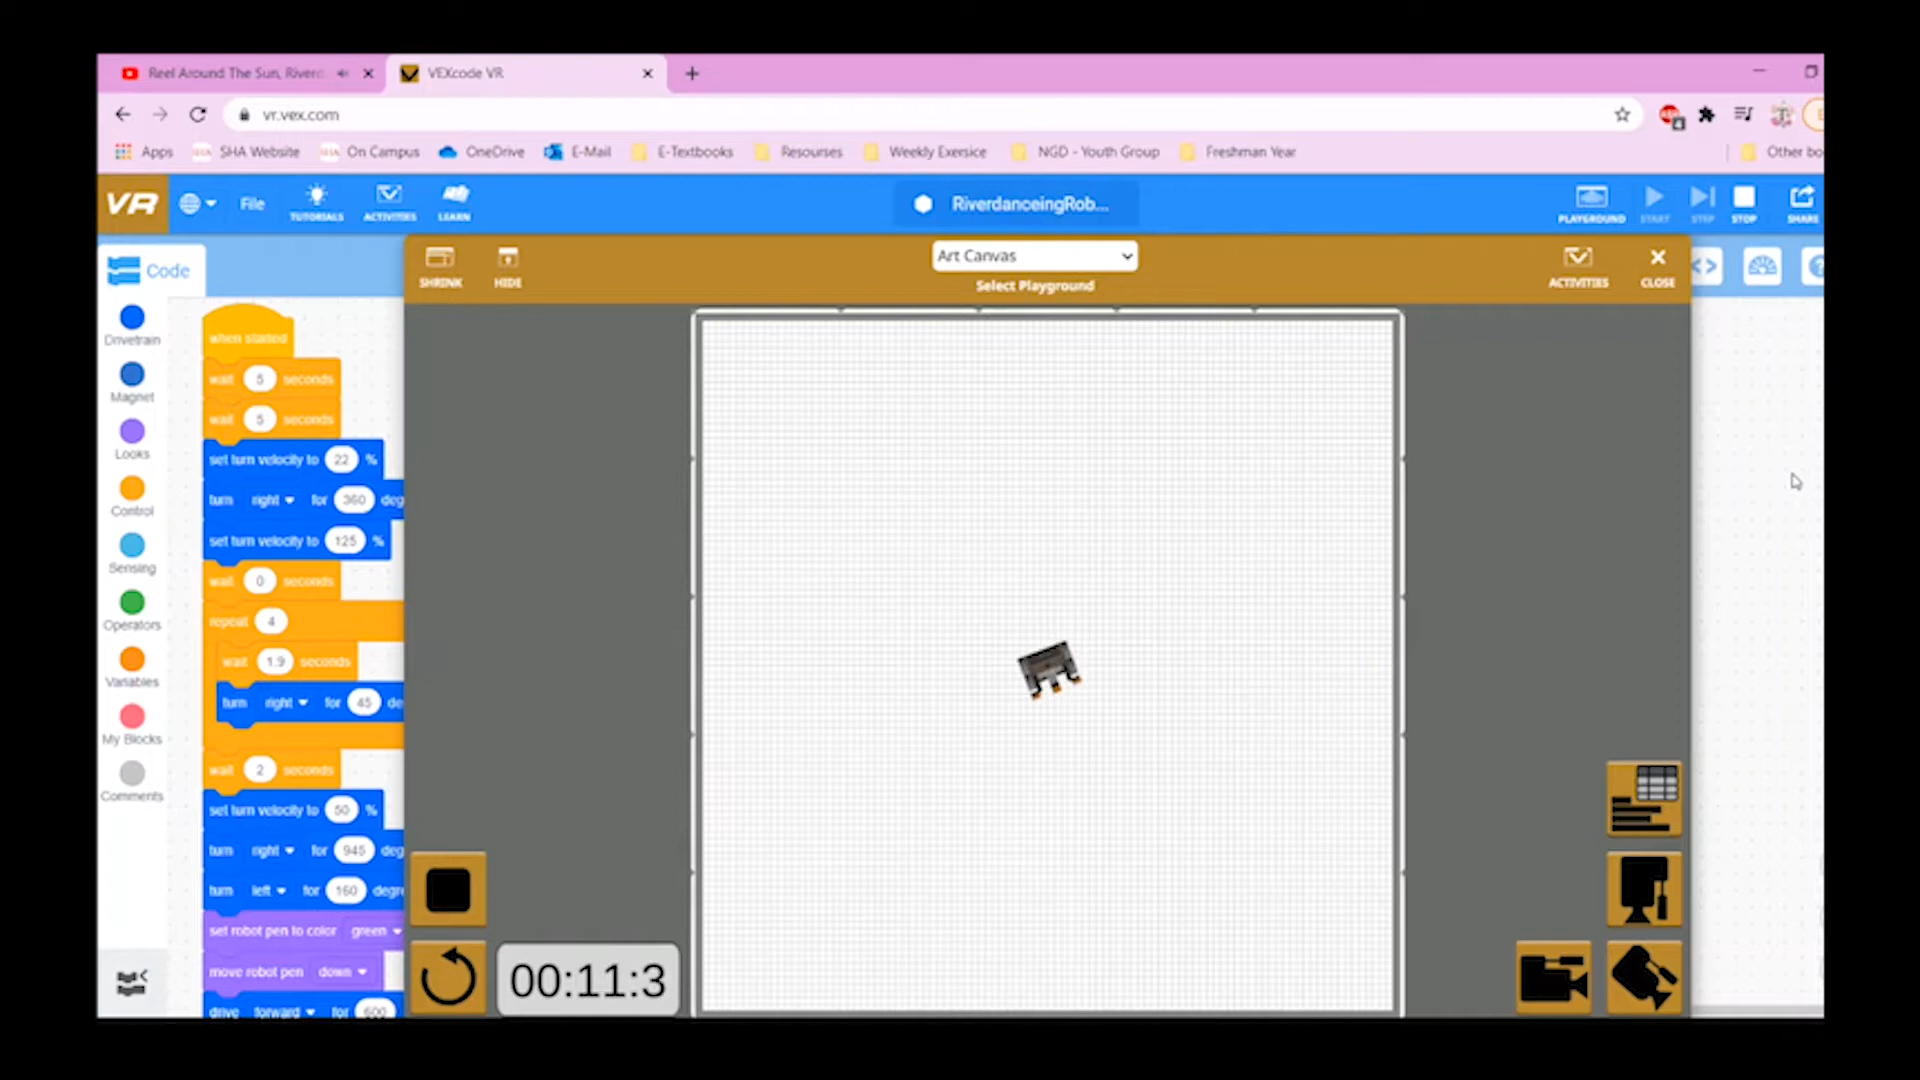 Reel Around The Sun, Riverd
VEXcode VR
vr.vex.com
Apps SHA Website On Campus OneDrive E-Mail E-Textbooks Resourses Weekly Exersice NGD - Youth Group Freshman Year Other bo
VR File TUTORIALS ACTIVITIES LEARN RiverdanceingRob... PLAYGROUND START STEP STOP SHARE
Code
SHRINK HIDE Art Canvas ACTIVITIES CLOSE
Select Playground
Drivetrain
Magnet
Looks
Control
Sensing
Operators
Variables
My Blocks
Comments
when started
wait 5 seconds
wait 5 seconds
set turn velocity to 22 %
turn right for 360 deg
set turn velocity to 125 %
wait 0 seconds
repeat 4
wait 1.9 seconds
turn right for 45 de
wait 2 seconds
set turn velocity to 50 %
turn right for 945 deg
turn left for 160 degre
set robot pen to color green
move robot pen down
drive forward for 600
00:11:3